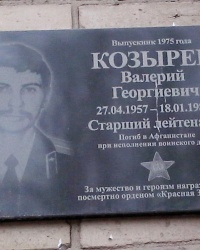 Выпускник 1975 года
КОЗЫРЕВ
Валерий
Георгиевич
27.04.1957 – 18.01.19
Старший лейтена
Погиб в Афганистане
при исполнении воинского д
За мужество и героизм награ
посмертно орденом «Красная З